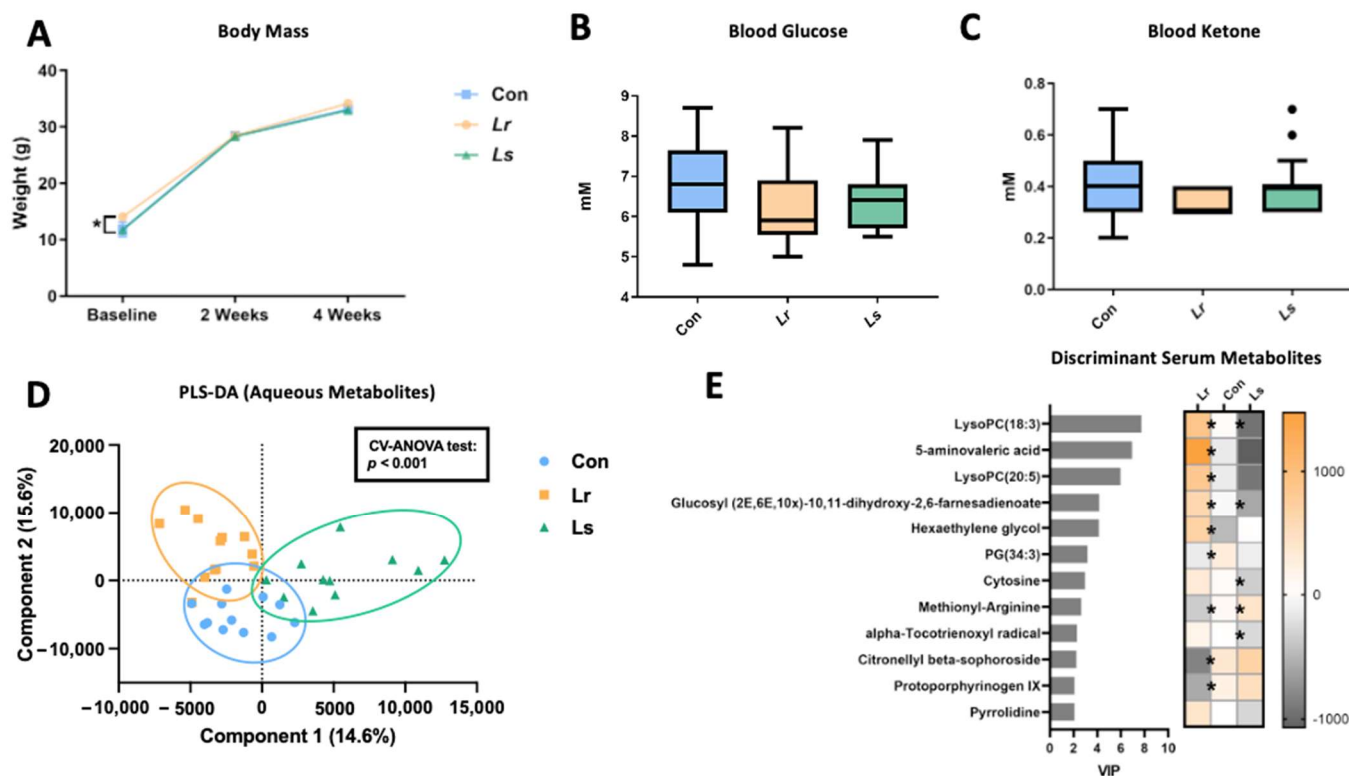 A
Body Mass
Weight (g)
40
30
20
10
0
*
Baseline 2 Weeks 4 Weeks
Con
Lr
Ls
B
Blood Glucose
mM
9
8
7
6
5
4
Con Lr Ls
C
Blood Ketone
mM
0.8
0.6
0.4
0.2
0.0
Con Lr Ls
D
PLS-DA (Aqueous Metabolites)
CV-ANOVA test:
p < 0.001
Component 2 (15.6%)
20,000
10,000
0
−10,000
−10,000 −5000 0 5000 10,000 15,000
Component 1 (14.6%)
Con
Lr
Ls
E
Discriminant Serum Metabolites
Lr Con Ls
LysoPC(18:3) * *
5-aminovaleric acid *
LysoPC(20:5) *
Glucosyl (2E,6E,10x)-10,11-dihydroxy-2,6-farnesadienoate * *
Hexaethylene glycol *
PG(34:3) *
Cytosine *
Methionyl-Arginine * *
alpha-Tocotrienoxyl radical *
Citronellyl beta-sophoroside *
Protoporphyrinogen IX *
Pyrrolidine
0 2 4 6 8 10
VIP
1000
0
-1000